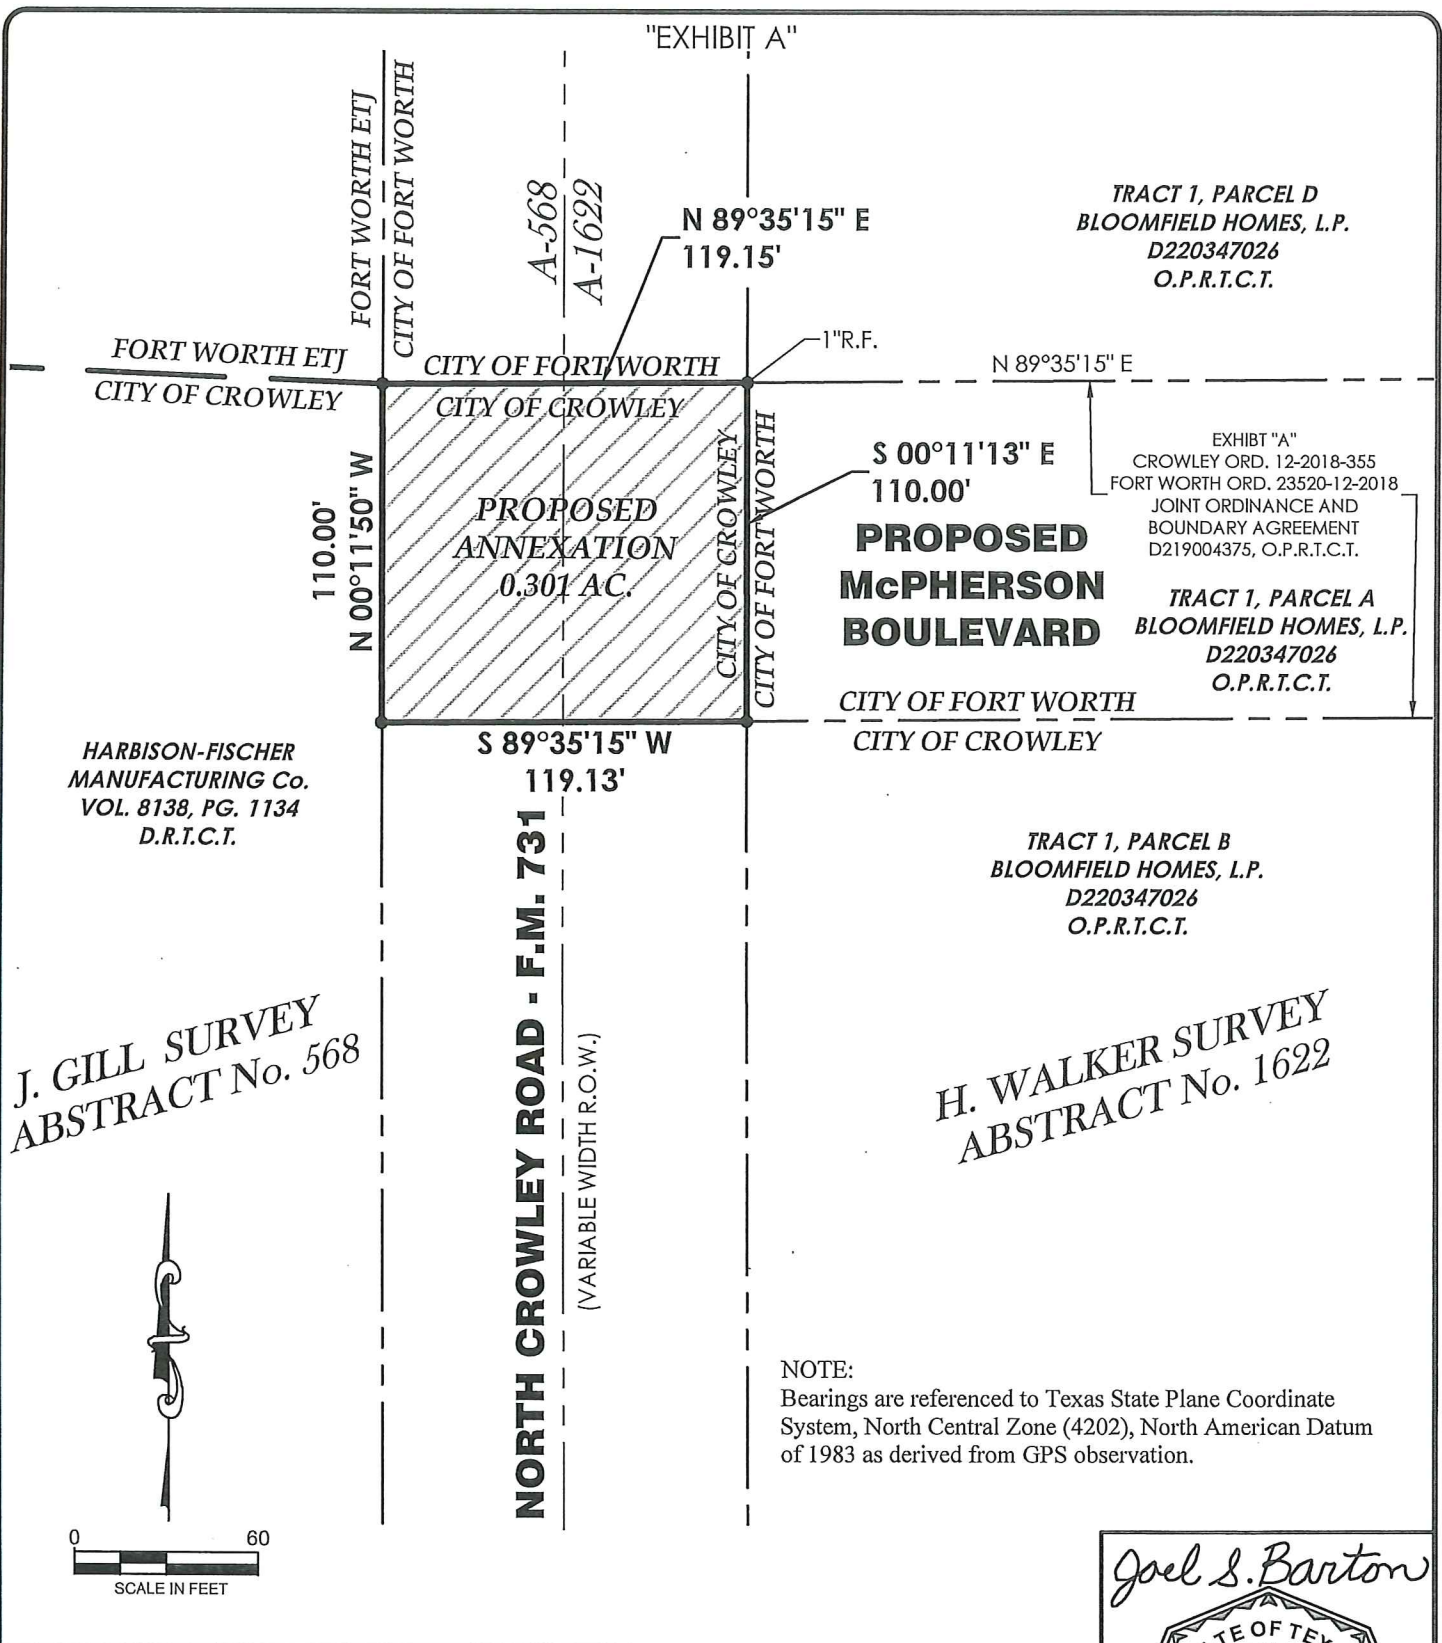 "EXHIBIT A"
FORT WORTH ETJ
CITY OF FORT WORTH
A-568
A-1622
N 89°35'15" E
119.15'
TRACT 1, PARCEL D
BLOOMFIELD HOMES, L.P.
D220347026
O.P.R.T.C.T.
1"R.F.
FORT WORTH ETJ
CITY OF CROWLEY
CITY OF FORT WORTH
CITY OF CROWLEY
N 89°35'15" E
110.00'
N 00°11'50" W
PROPOSED
ANNEXATION
0.301 AC.
CITY OF CROWLEY
CITY OF FORT WORTH
S 00°11'13" E
110.00'
PROPOSED
McPHERSON
BOULEVARD
EXHIBT "A"
CROWLEY ORD. 12-2018-355
FORT WORTH ORD. 23520-12-2018
JOINT ORDINANCE AND
BOUNDARY AGREEMENT
D219004375, O.P.R.T.C.T.
TRACT 1, PARCEL A
BLOOMFIELD HOMES, L.P.
D220347026
O.P.R.T.C.T.
CITY OF FORT WORTH
CITY OF CROWLEY
S 89°35'15" W
119.13'
HARBISON-FISCHER
MANUFACTURING Co.
VOL. 8138, PG. 1134
D.R.T.C.T.
TRACT 1, PARCEL B
BLOOMFIELD HOMES, L.P.
D220347026
O.P.R.T.C.T.
NORTH CROWLEY ROAD - F.M. 731
(VARIABLE WIDTH R.O.W.)
J. GILL SURVEY
ABSTRACT No. 568
H. WALKER SURVEY
ABSTRACT No. 1622
NOTE:
Bearings are referenced to Texas State Plane Coordinate
System, North Central Zone (4202), North American Datum
of 1983 as derived from GPS observation.
0 60
SCALE IN FEET
Joel S. Barton
TE OF TEX